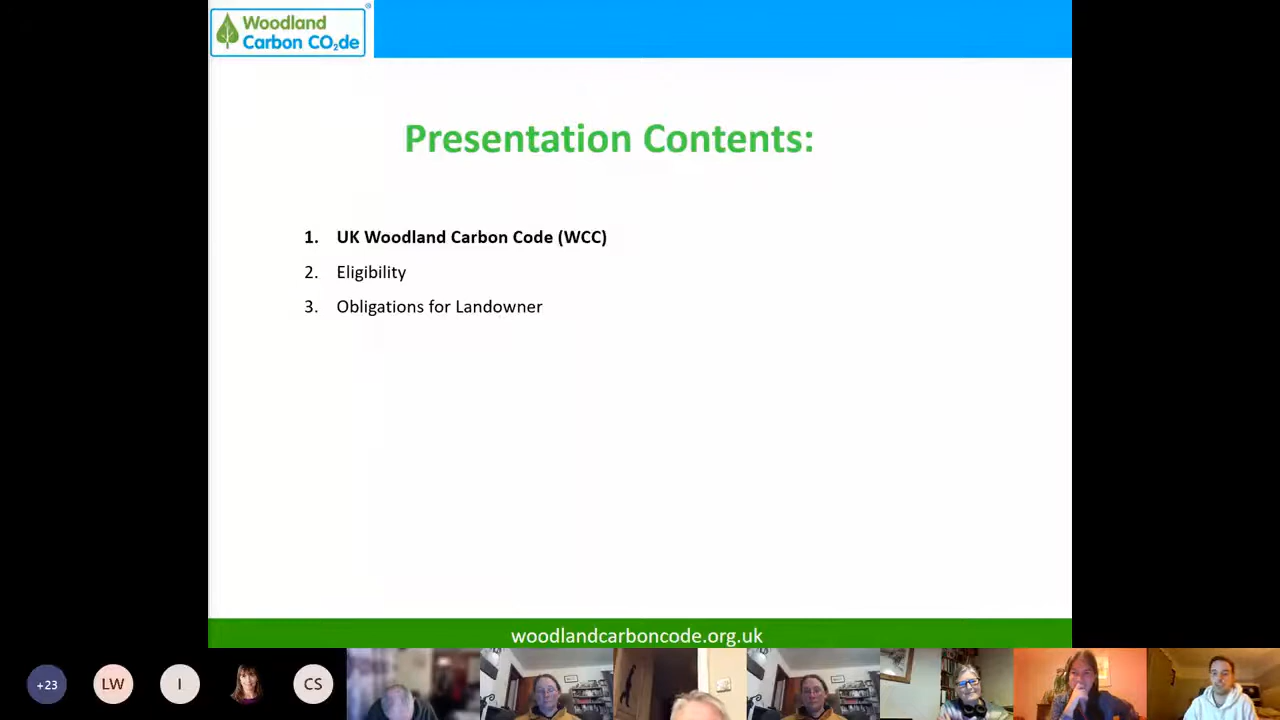 Woodland
Carbon CO₂de
®
Presentation Contents:
1. UK Woodland Carbon Code (WCC)
2. Eligibility
3. Obligations for Landowner
woodlandcarboncode.org.uk
+23
LW
I
CS